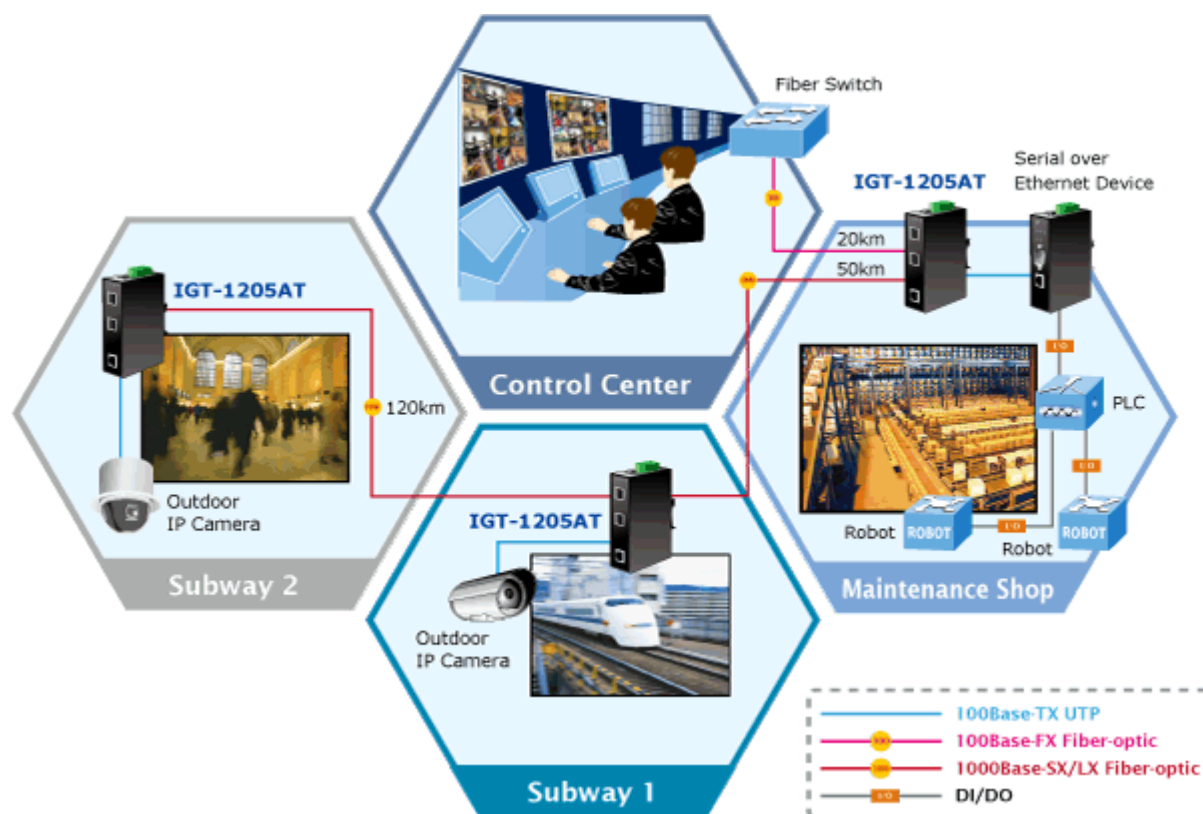 Fiber Switch
IGT-1205AT
Serial over
Ethernet Device
20km
50km
Control Center
IGT-1205AT
120km
Outdoor
IP Camera
Subway 2
IGT-1205AT
Outdoor
IP Camera
Subway 1
I/O
PLC
I/O
Robot
ROBOT
I/O
Robot
ROBOT
Maintenance Shop
100Base-TX UTP
100
100Base-FX Fiber-optic
1000
1000Base-SX/LX Fiber-optic
I/O
DI/DO